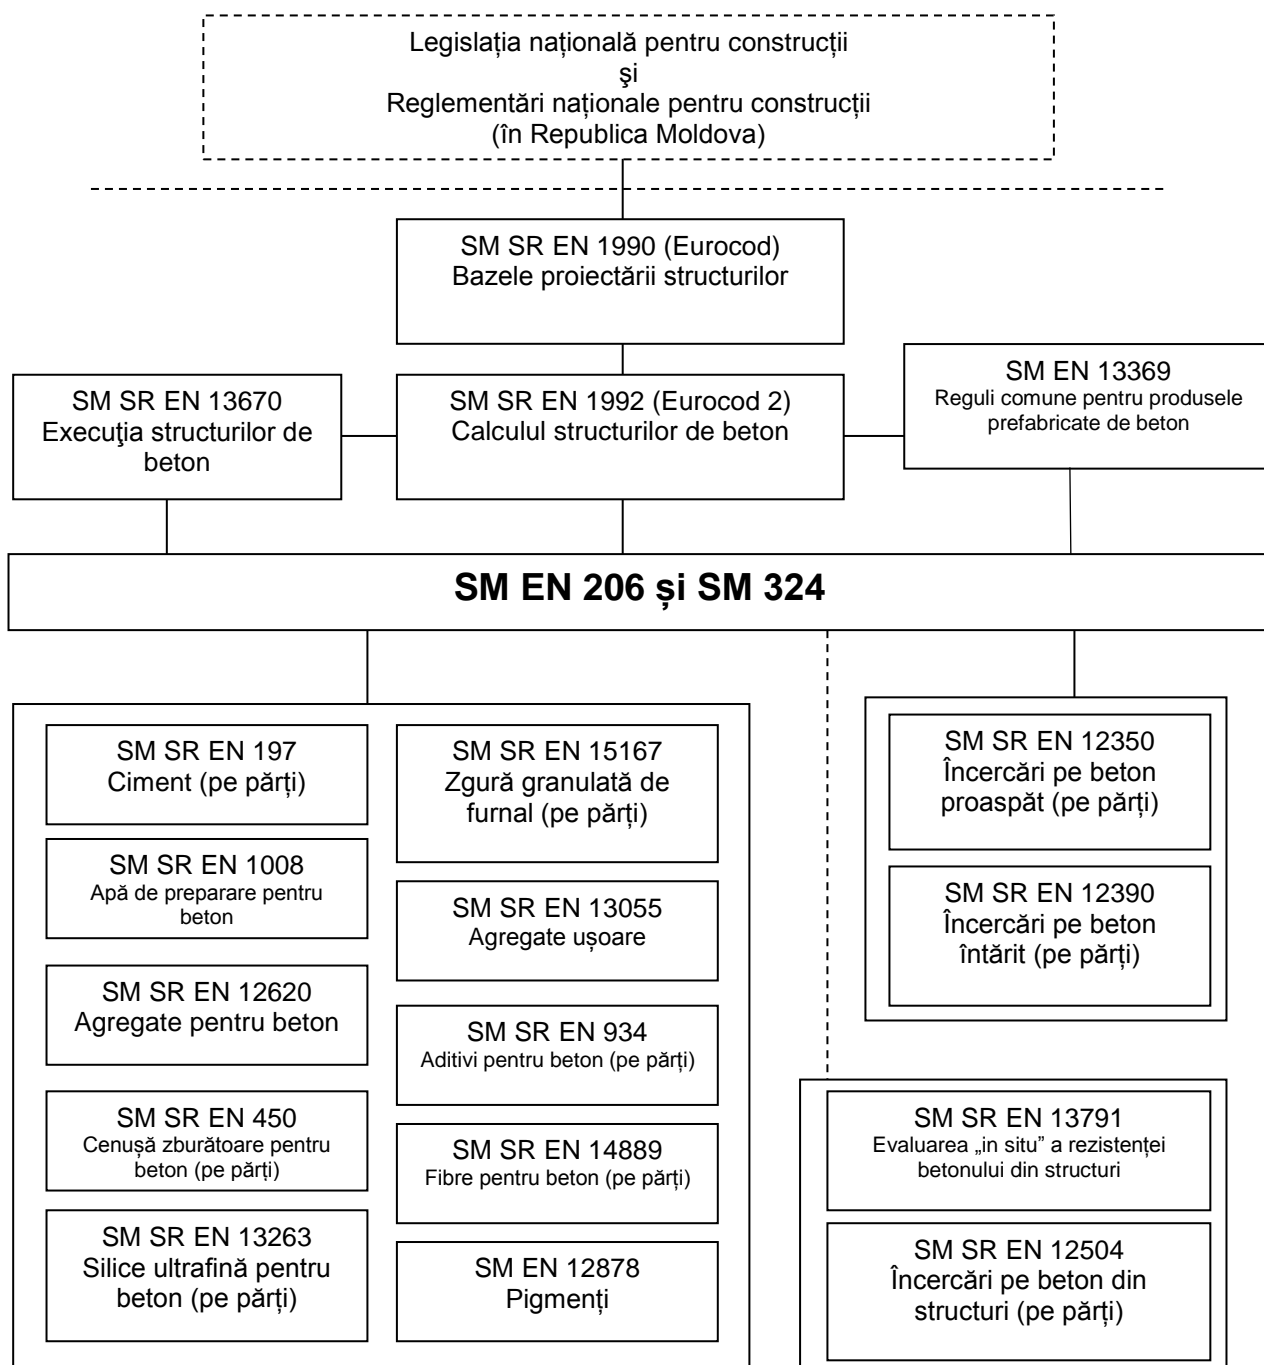 Legislația națională pentru construcții
şi
Reglementări naționale pentru construcții
(în Republica Moldova)
SM SR EN 1990 (Eurocod)
Bazele proiectării structurilor
SM SR EN 13670
Execuţia structurilor de
beton
SM SR EN 1992 (Eurocod 2)
Calculul structurilor de beton
SM EN 13369
Reguli comune pentru produsele
prefabricate de beton
SM EN 206 și SM 324
SM SR EN 197
Ciment (pe părți)
SM SR EN 1008
Apă de preparare pentru
beton
SM SR EN 12620
Agregate pentru beton
SM SR EN 450
Cenușă zburătoare pentru
beton (pe părți)
SM SR EN 13263
Silice ultrafină pentru
beton (pe părți)
SM SR EN 15167
Zgură granulată de
furnal (pe părți)
SM SR EN 13055
Agregate ușoare
SM SR EN 934
Aditivi pentru beton (pe părți)
SM SR EN 14889
Fibre pentru beton (pe părți)
SM EN 12878
Pigmenți
SM SR EN 12350
Încercări pe beton
proaspăt (pe părți)
SM SR EN 12390
Încercări pe beton
întărit (pe părți)
SM SR EN 13791
Evaluarea „in situ” a rezistenței
betonului din structuri
SM SR EN 12504
Încercări pe beton din
structuri (pe părți)